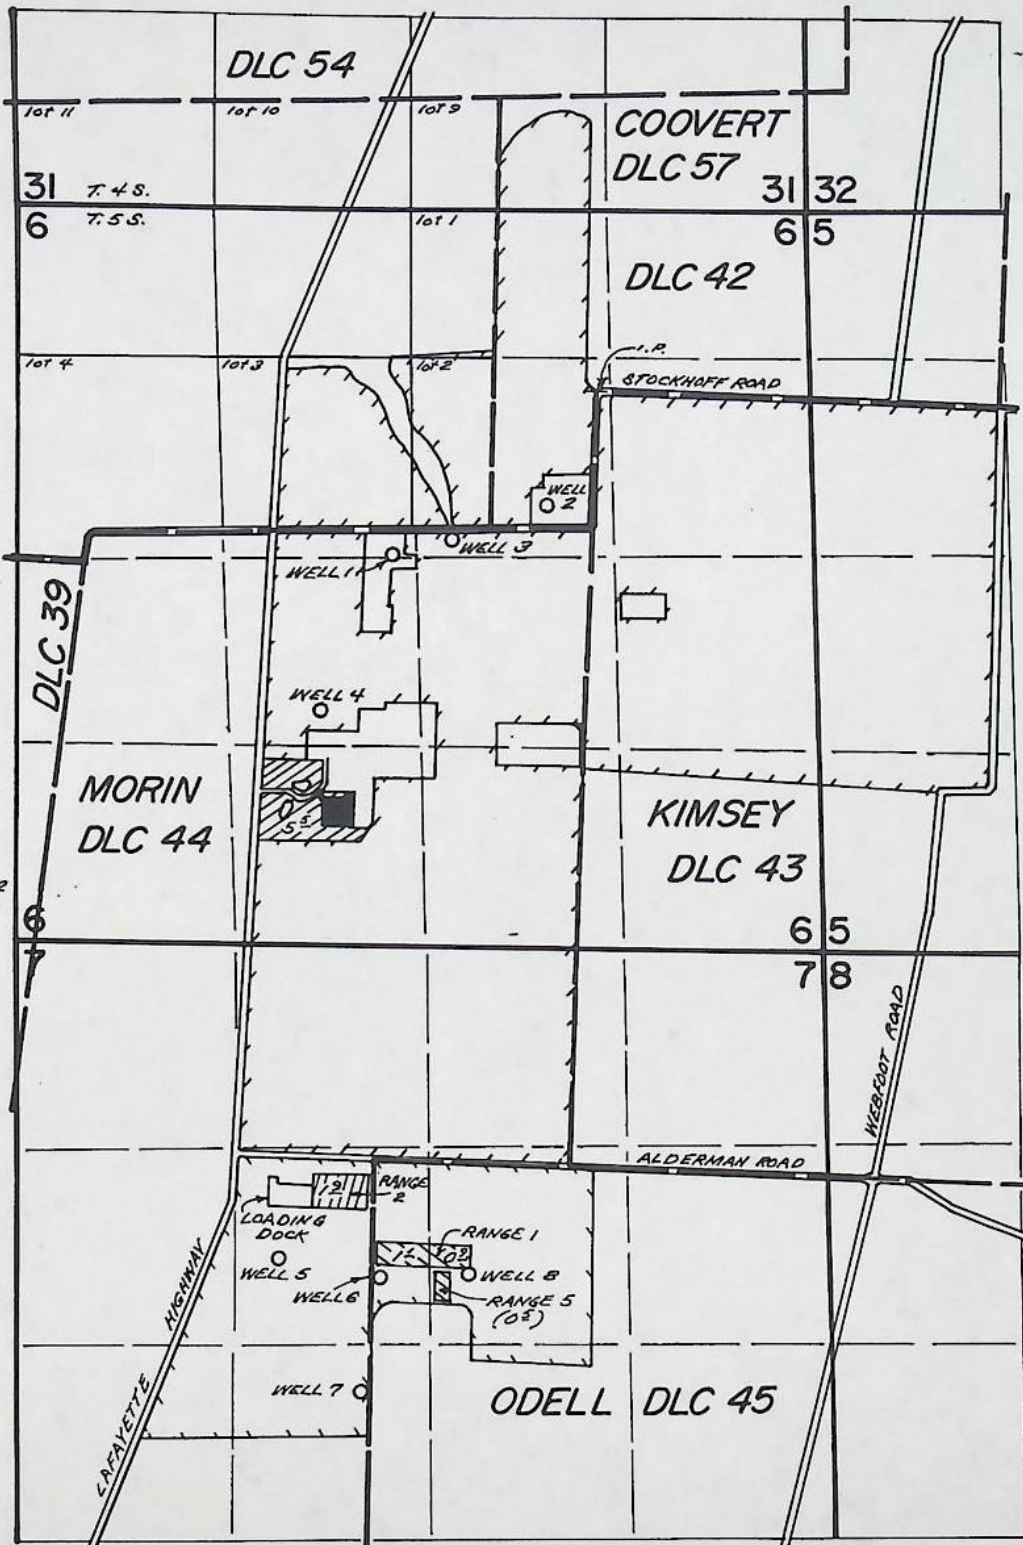 DLC 54
lot 11
lot 10
lot 9
COOVERT
DLC 57
31
T. 4 S.
31 32
6
T. 5 S.
lot 1
6 5
DLC 42
lot 4
lot 3
lot 2
I.P.
STOCKHOFF ROAD
WELL
2
WELL 3
WELL 1
DLC 39
WELL 4
MORIN
DLC 44
KIMSEY
DLC 43
2
6
7
6 5
7 8
WEBFOOT ROAD
ALDERMAN ROAD
RANGE
2
LOADING
DOCK
RANGE 1
WELL 5
WELL 6
WELL 8
RANGE 5
(0⁵)
LAFAYETTE HIGHWAY
WELL 7
ODELL DLC 45